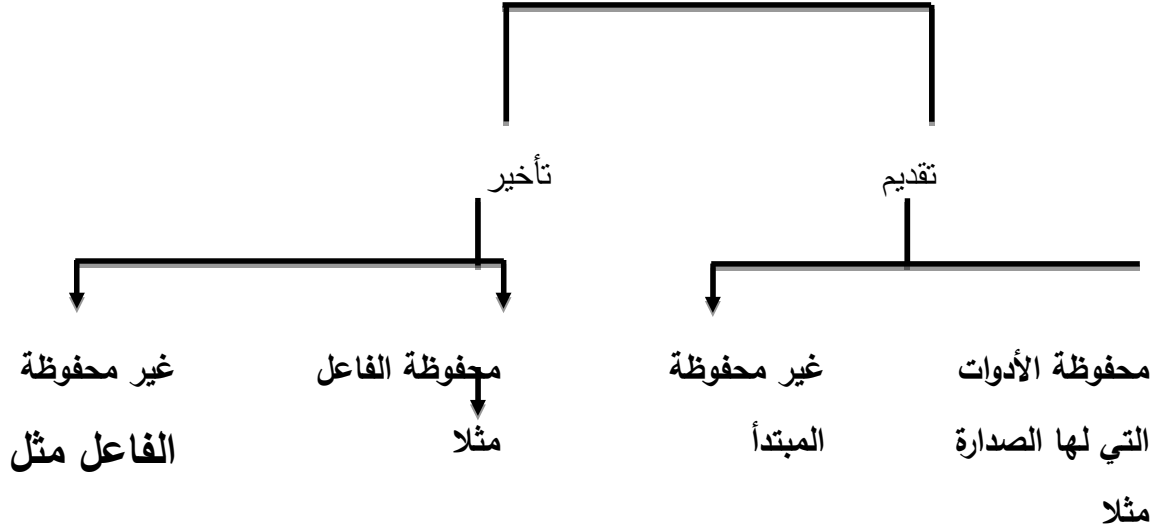 تقديم
تأخير
محفوظة الأدوات
التي لها الصدارة
مثلا
غير محفوظة
المبتدأ
محفوظة الفاعل
مثلا
غير محفوظة
الفاعل مثل